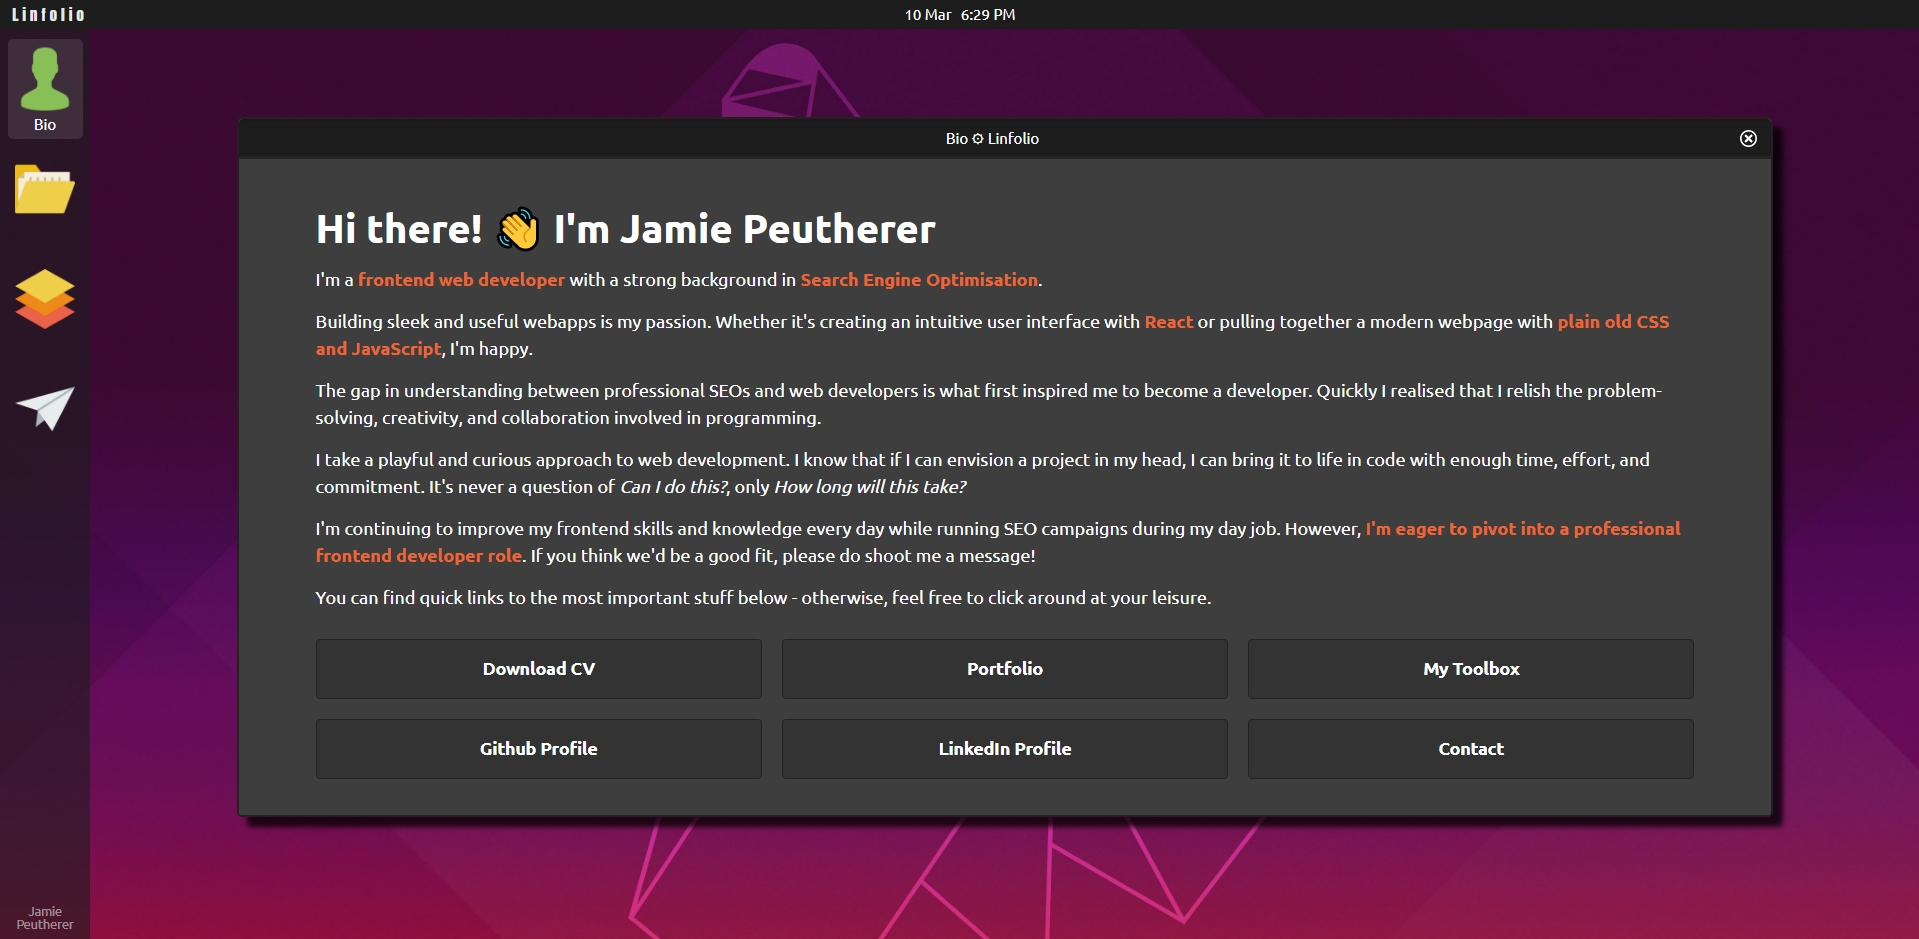 Linfolio
10 Mar 6:29 PM
Bio
Bio ⚙ Linfolio
Hi there! 👋 I'm Jamie Peutherer
I'm a frontend web developer with a strong background in Search Engine Optimisation.
Building sleek and useful webapps is my passion. Whether it's creating an intuitive user interface with React or pulling together a modern webpage with plain old CSS
and JavaScript, I'm happy.
The gap in understanding between professional SEOs and web developers is what first inspired me to become a developer. Quickly I realised that I relish the problem-
solving, creativity, and collaboration involved in programming.
I take a playful and curious approach to web development. I know that if I can envision a project in my head, I can bring it to life in code with enough time, effort, and
commitment. It's never a question of Can I do this?, only How long will this take?
I'm continuing to improve my frontend skills and knowledge every day while running SEO campaigns during my day job. However, I'm eager to pivot into a professional
frontend developer role. If you think we'd be a good fit, please do shoot me a message!
You can find quick links to the most important stuff below - otherwise, feel free to click around at your leisure.
Download CV
Portfolio
My Toolbox
Github Profile
LinkedIn Profile
Contact
Jamie
Peutherer